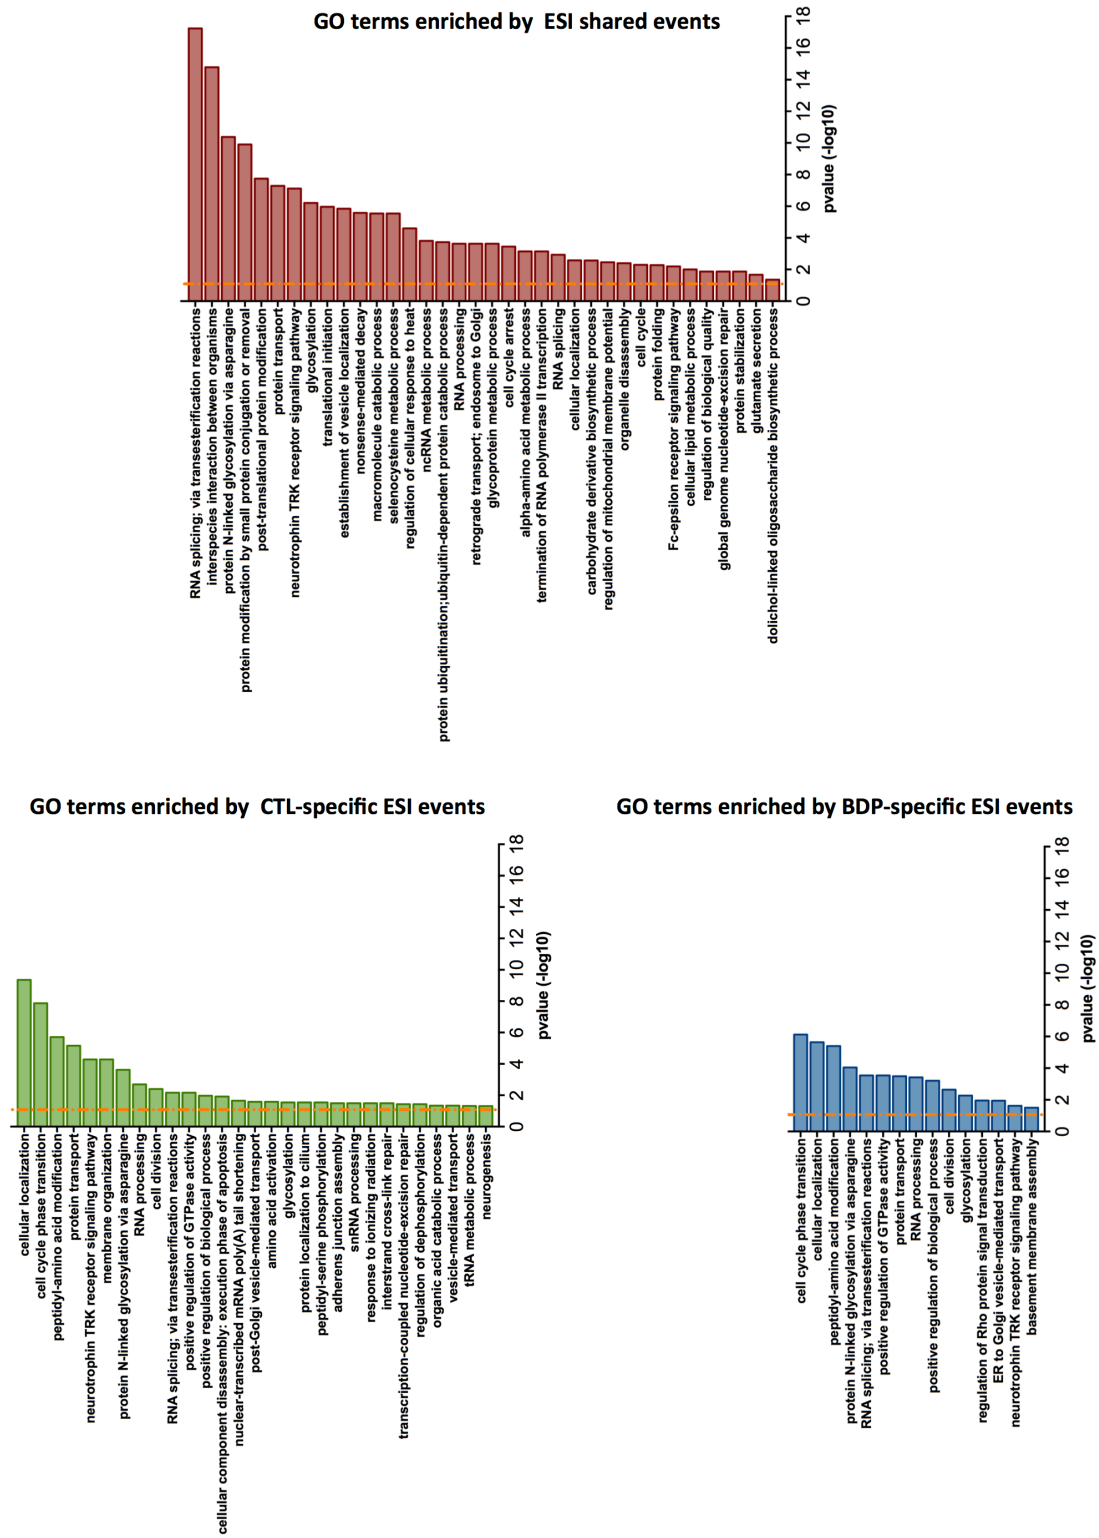 GO terms enriched by ESI shared events
18
16
14
12
10
8
6
4
2
0
pvalue (-log10)
RNA splicing; via transesterification reactions
interspecies interaction between organisms
protein N-linked glycosylation via asparagine
protein modification by small protein conjugation or removal
post-translational protein modification
protein transport
neurotrophin TRK receptor signaling pathway
glycosylation
translational initiation
establishment of vesicle localization
nonsense-mediated decay
macromolecule catabolic process
selenocysteine metabolic process
regulation of cellular response to heat
ncRNA metabolic process
protein ubiquitination;ubiquitin-dependent protein catabolic process
RNA processing
retrograde transport; endosome to Golgi
glycoprotein metabolic process
cell cycle arrest
alpha-amino acid metabolic process
termination of RNA polymerase II transcription
RNA splicing
cellular localization
carbohydrate derivative biosynthetic process
regulation of mitochondrial membrane potential
organelle disassembly
cell cycle
protein folding
Fc-epsilon receptor signaling pathway
cellular lipid metabolic process
regulation of biological quality
global genome nucleotide-excision repair
protein stabilization
glutamate secretion
dolichol-linked oligosaccharide biosynthetic process
GO terms enriched by CTL-specific ESI events
18
16
14
12
10
8
6
4
2
0
pvalue (-log10)
cellular localization
cell cycle phase transition
peptidyl-amino acid modification
protein transport
neurotrophin TRK receptor signaling pathway
membrane organization
protein N-linked glycosylation via asparagine
RNA processing
cell division
RNA splicing; via transesterification reactions
positive regulation of GTPase activity
positive regulation of biological process
cellular component disassembly: execution phase of apoptosis
nuclear-transcribed mRNA poly(A) tail shortening
post-Golgi vesicle-mediated transport
amino acid activation
glycosylation
protein localization to cilium
peptidyl-serine phosphorylation
adherens junction assembly
snRNA processing
response to ionizing radiation
interstrand cross-link repair
transcription-coupled nucleotide-excision repair
regulation of dephosphorylation
organic acid catabolic process
vesicle-mediated transport
tRNA metabolic process
neurogenesis
GO terms enriched by BDP-specific ESI events
18
16
14
12
10
8
6
4
2
0
pvalue (-log10)
cell cycle phase transition
cellular localization
peptidyl-amino acid modification
protein N-linked glycosylation via asparagine
RNA splicing; via transesterification reactions
positive regulation of GTPase activity
protein transport
RNA processing
positive regulation of biological process
cell division
glycosylation
regulation of Rho protein signal transduction
ER to Golgi vesicle-mediated transport
neurotrophin TRK receptor signaling pathway
basement membrane assembly